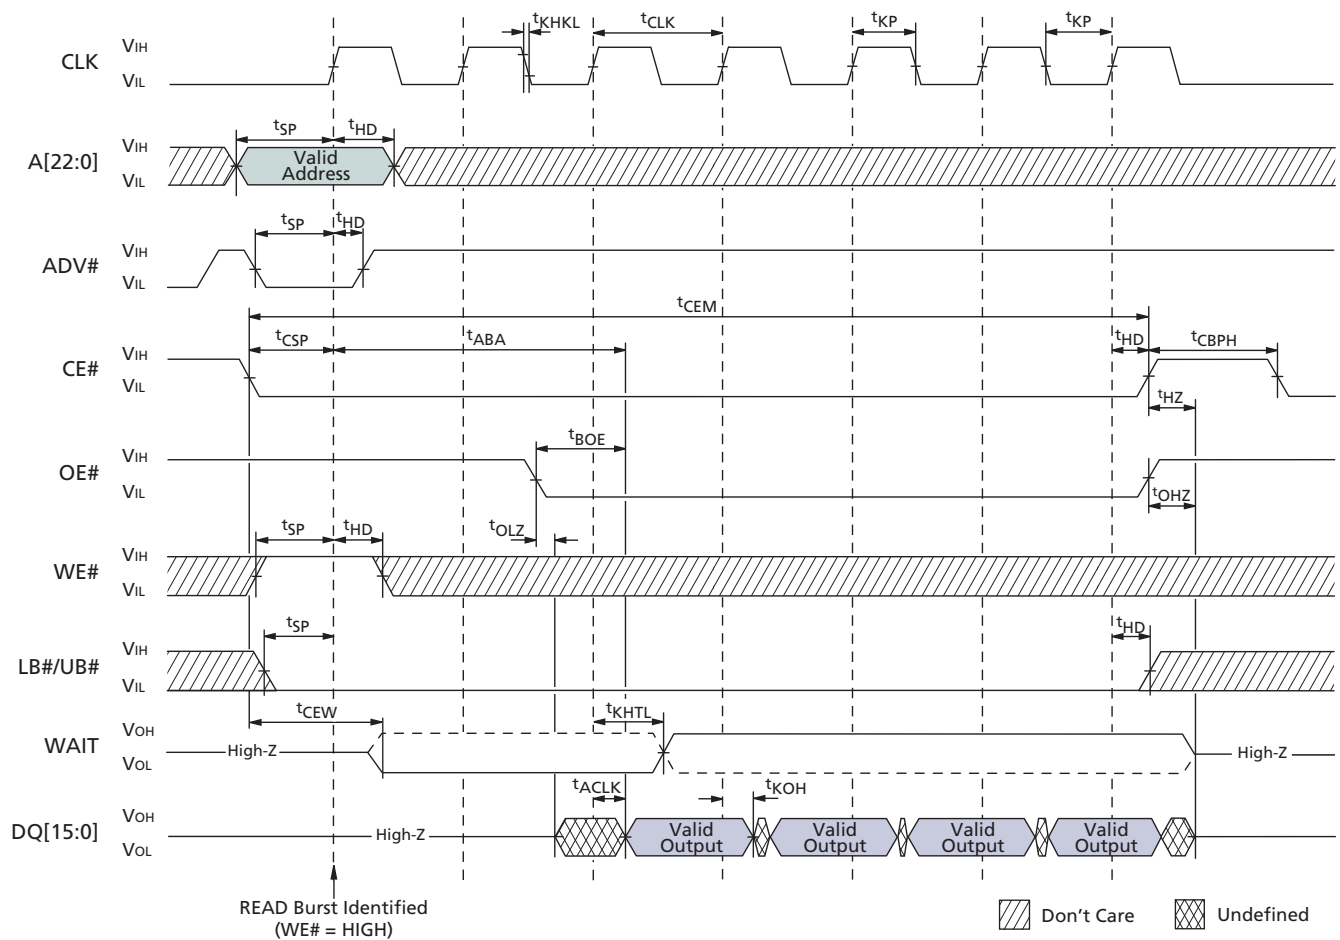 tKHKL tCLK tKP tKP
CLK VIH
VIL
tSP tHD
A[22:0] VIH
VIL
Valid
Address
tSP tHD
ADV# VIH
VIL
tCEM
tCSP tABA tHD tCBPH
CE# VIH
VIL
tHZ
tBOE
OE# VIH
VIL
tOHZ
tSP tHD tOLZ
WE# VIH
VIL
tSP tHD
LB#/UB# VIH
VIL
tCEW tKHTL
WAIT VOH
VOL
High-Z High-Z
tACLK tKOH
DQ[15:0] VOH
VOL
High-Z
Valid
Output
Valid
Output
Valid
Output
Valid
Output
READ Burst Identified
(WE# = HIGH)
Don't Care Undefined